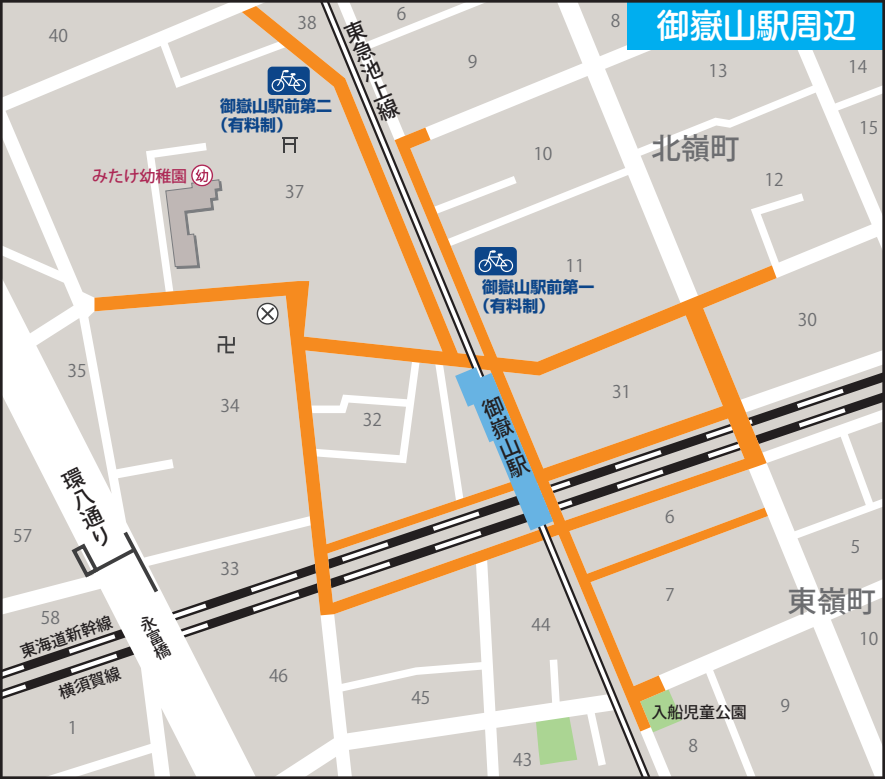 御嶽山駅周辺
40
38
6
8
9
13
14
東急池上線
御嶽山駅前第二
(有料制)
15
北嶺町
10
みたけ幼稚園 幼
37
12
11
御嶽山駅前第一
(有料制)
30
卍
35
34
32
31
御嶽山駅
環八通り
57
6
33
5
58
7
東嶺町
東海道新幹線
永富橋
44
10
横須賀線
46
45
1
入船児童公園
9
8
43